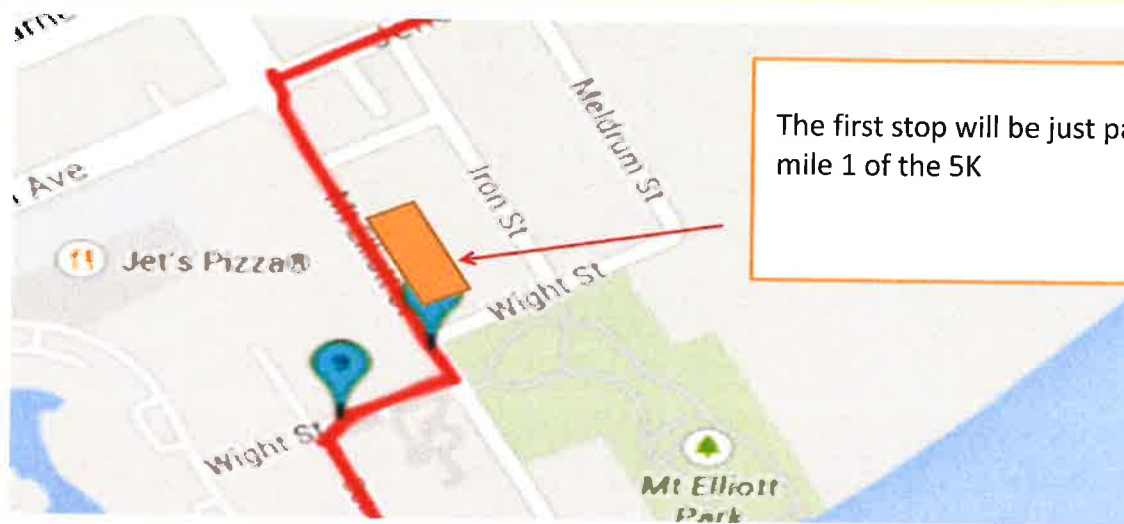 Ave
Jet's Pizza
Iron St
Meldrum St
Wight St
Wight St
Mt Elliott
Park
The first stop will be just pa
mile 1 of the 5K